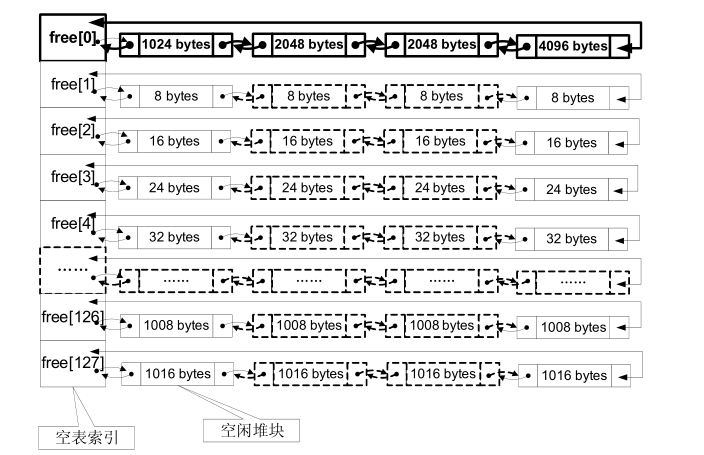 free[0] 1024 bytes 2048 bytes 2048 bytes 4096 bytes
free[1] 8 bytes 8 bytes 8 bytes 8 bytes
free[2] 16 bytes 16 bytes 16 bytes 16 bytes
free[3] 24 bytes 24 bytes 24 bytes 24 bytes
free[4] 32 bytes 32 bytes 32 bytes 32 bytes
...... ...... ...... ...... ......
free[126] 1008 bytes 1008 bytes 1008 bytes 1008 bytes
free[127] 1016 bytes 1016 bytes 1016 bytes 1016 bytes
空表索引 空闲堆块